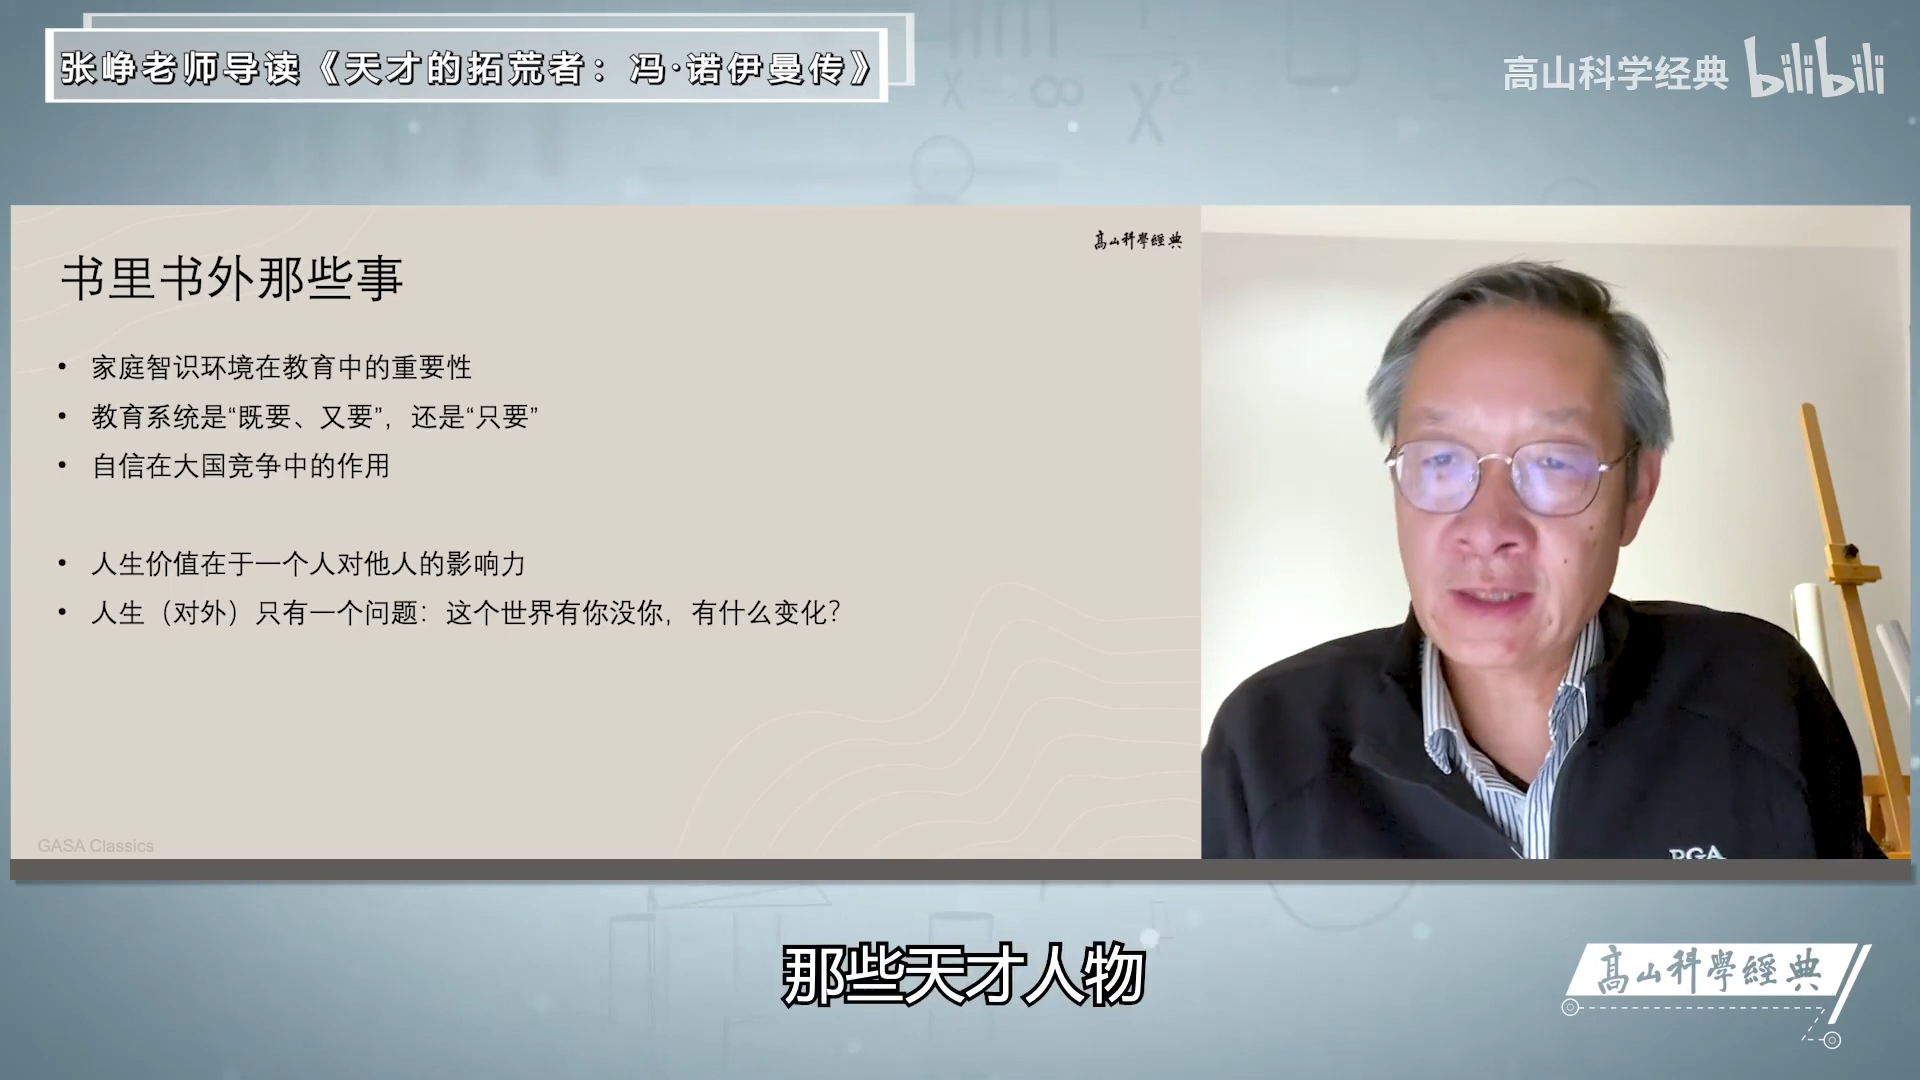 张峥老师导读《天才的拓荒者：冯·诺伊曼传》
高山科学经典 bilibili
高山科學經典
书里书外那些事
• 家庭智识环境在教育中的重要性
• 教育系统是“既要、又要”，还是“只要”
• 自信在大国竞争中的作用
• 人生价值在于一个人对他人的影响力
• 人生（对外）只有一个问题：这个世界有你没你，有什么变化？
GASA Classics
PGA
那些天才人物
高山科學經典